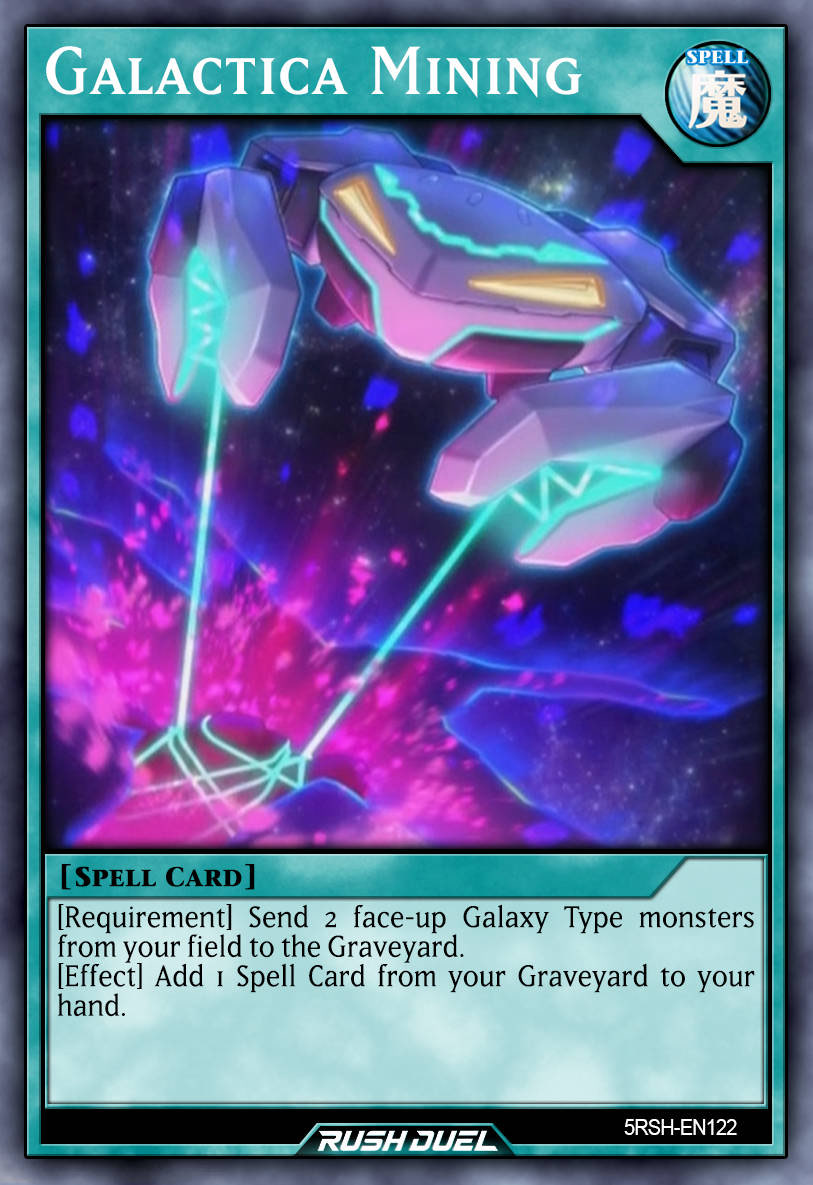 Galactica Mining
SPELL
魔
[Spell Card]
[Requirement] Send 2 face-up Galaxy Type monsters
from your field to the Graveyard.
[Effect] Add 1 Spell Card from your Graveyard to your
hand.
5RSH-EN122
RUSH DUEL